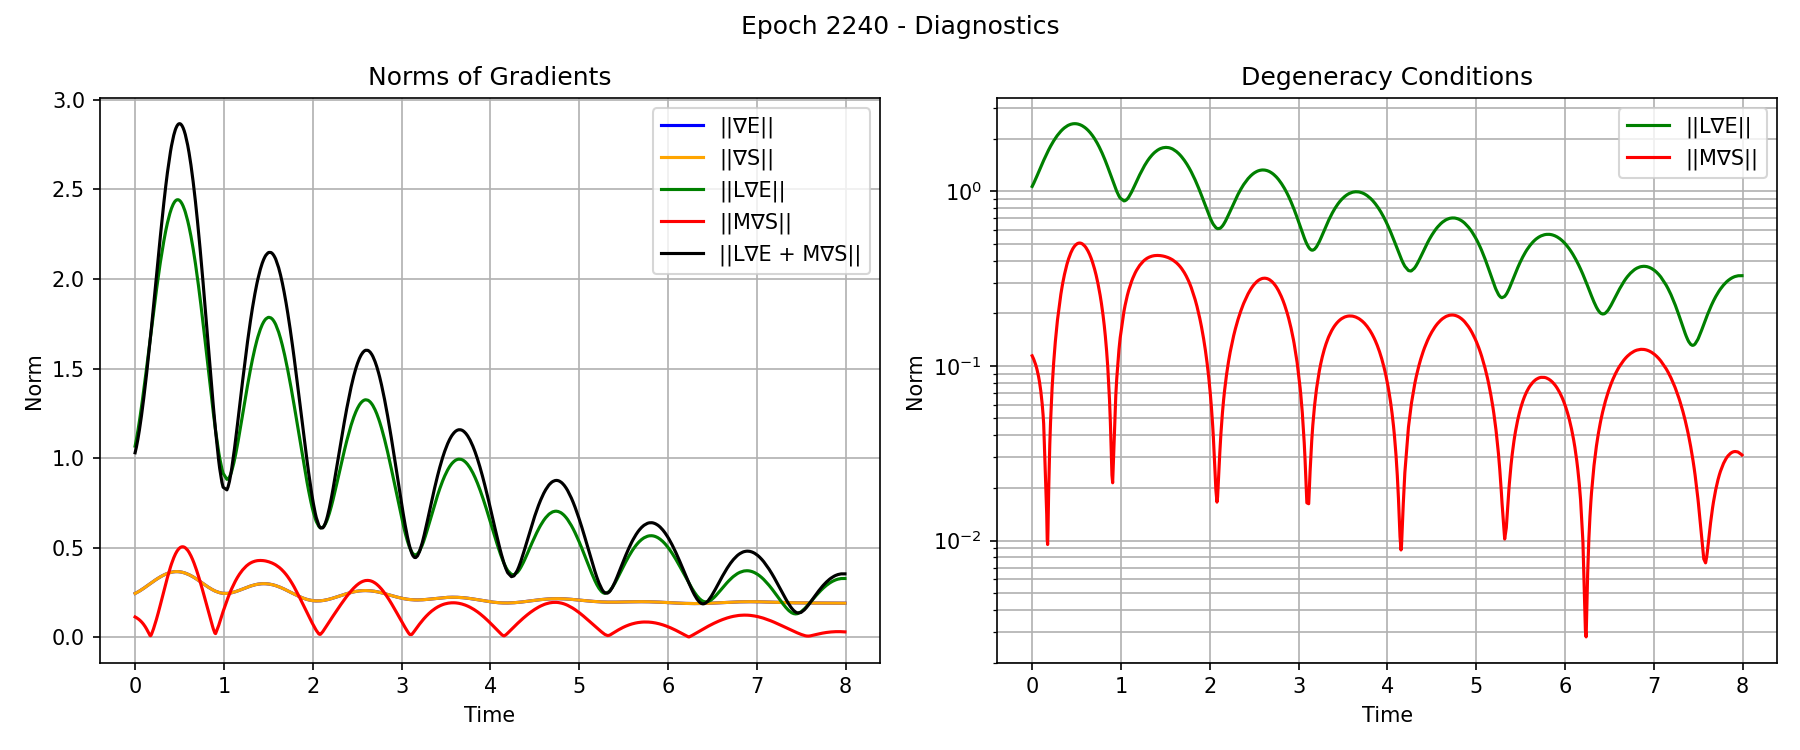 Epoch 2240 - Diagnostics
Norms of Gradients
3.0
2.5
2.0
1.5
1.0
0.5
0.0
Norm
0 1 2 3 4 5 6 7 8
Time
||∇E||
||∇S||
||L∇E||
||M∇S||
||L∇E + M∇S||
Degeneracy Conditions
10⁰
10⁻¹
10⁻²
Norm
0 1 2 3 4 5 6 7 8
Time
||L∇E||
||M∇S||